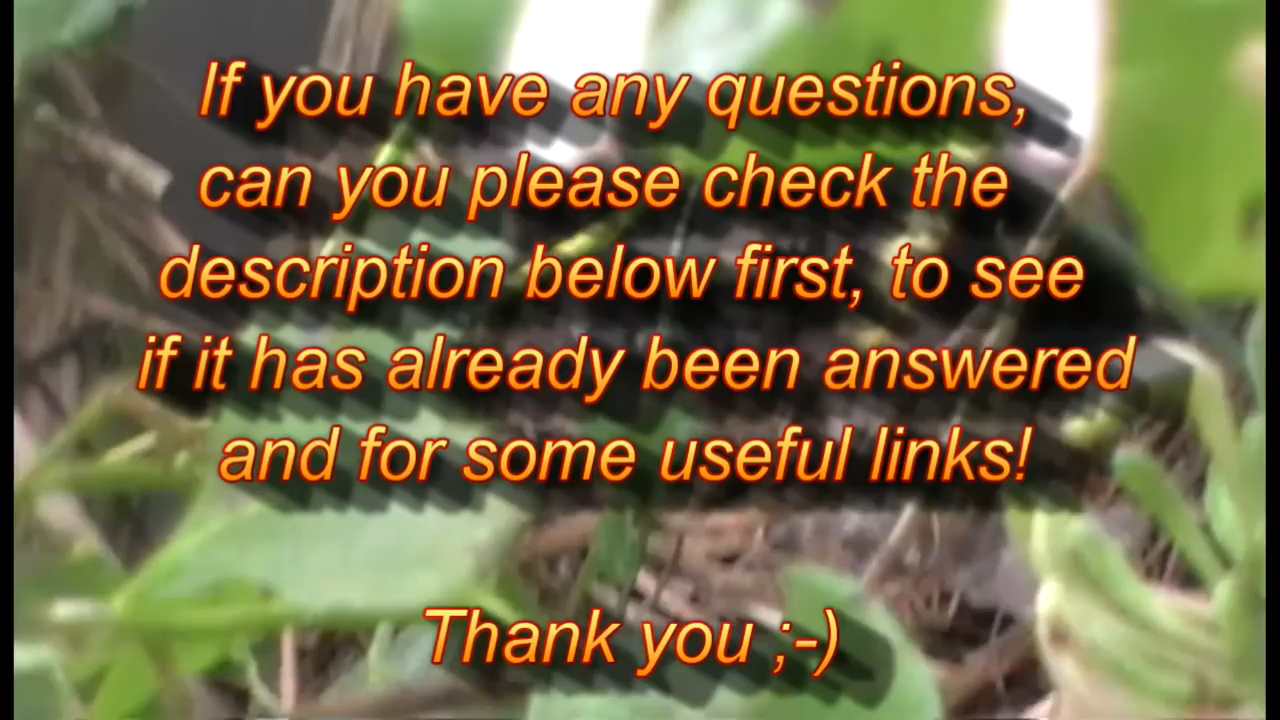 If you have any questions,
can you please check the
description below first, to see
if it has already been answered
and for some useful links!
Thank you ;-)